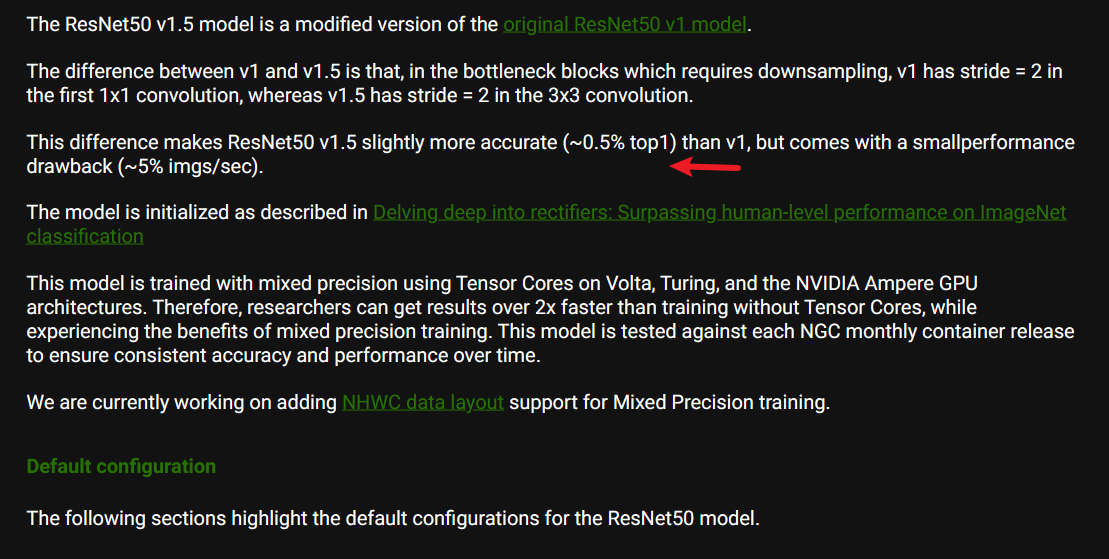 The ResNet50 v1.5 model is a modified version of the original ResNet50 v1 model.
The difference between v1 and v1.5 is that, in the bottleneck blocks which requires downsampling, v1 has stride = 2 in
the first 1x1 convolution, whereas v1.5 has stride = 2 in the 3x3 convolution.
This difference makes ResNet50 v1.5 slightly more accurate (~0.5% top1) than v1, but comes with a smallperformance
drawback (~5% imgs/sec).
The model is initialized as described in Delving deep into rectifiers: Surpassing human-level performance on ImageNet
classification
This model is trained with mixed precision using Tensor Cores on Volta, Turing, and the NVIDIA Ampere GPU
architectures. Therefore, researchers can get results over 2x faster than training without Tensor Cores, while
experiencing the benefits of mixed precision training. This model is tested against each NGC monthly container release
to ensure consistent accuracy and performance over time.
We are currently working on adding NHWC data layout support for Mixed Precision training.
Default configuration
The following sections highlight the default configurations for the ResNet50 model.